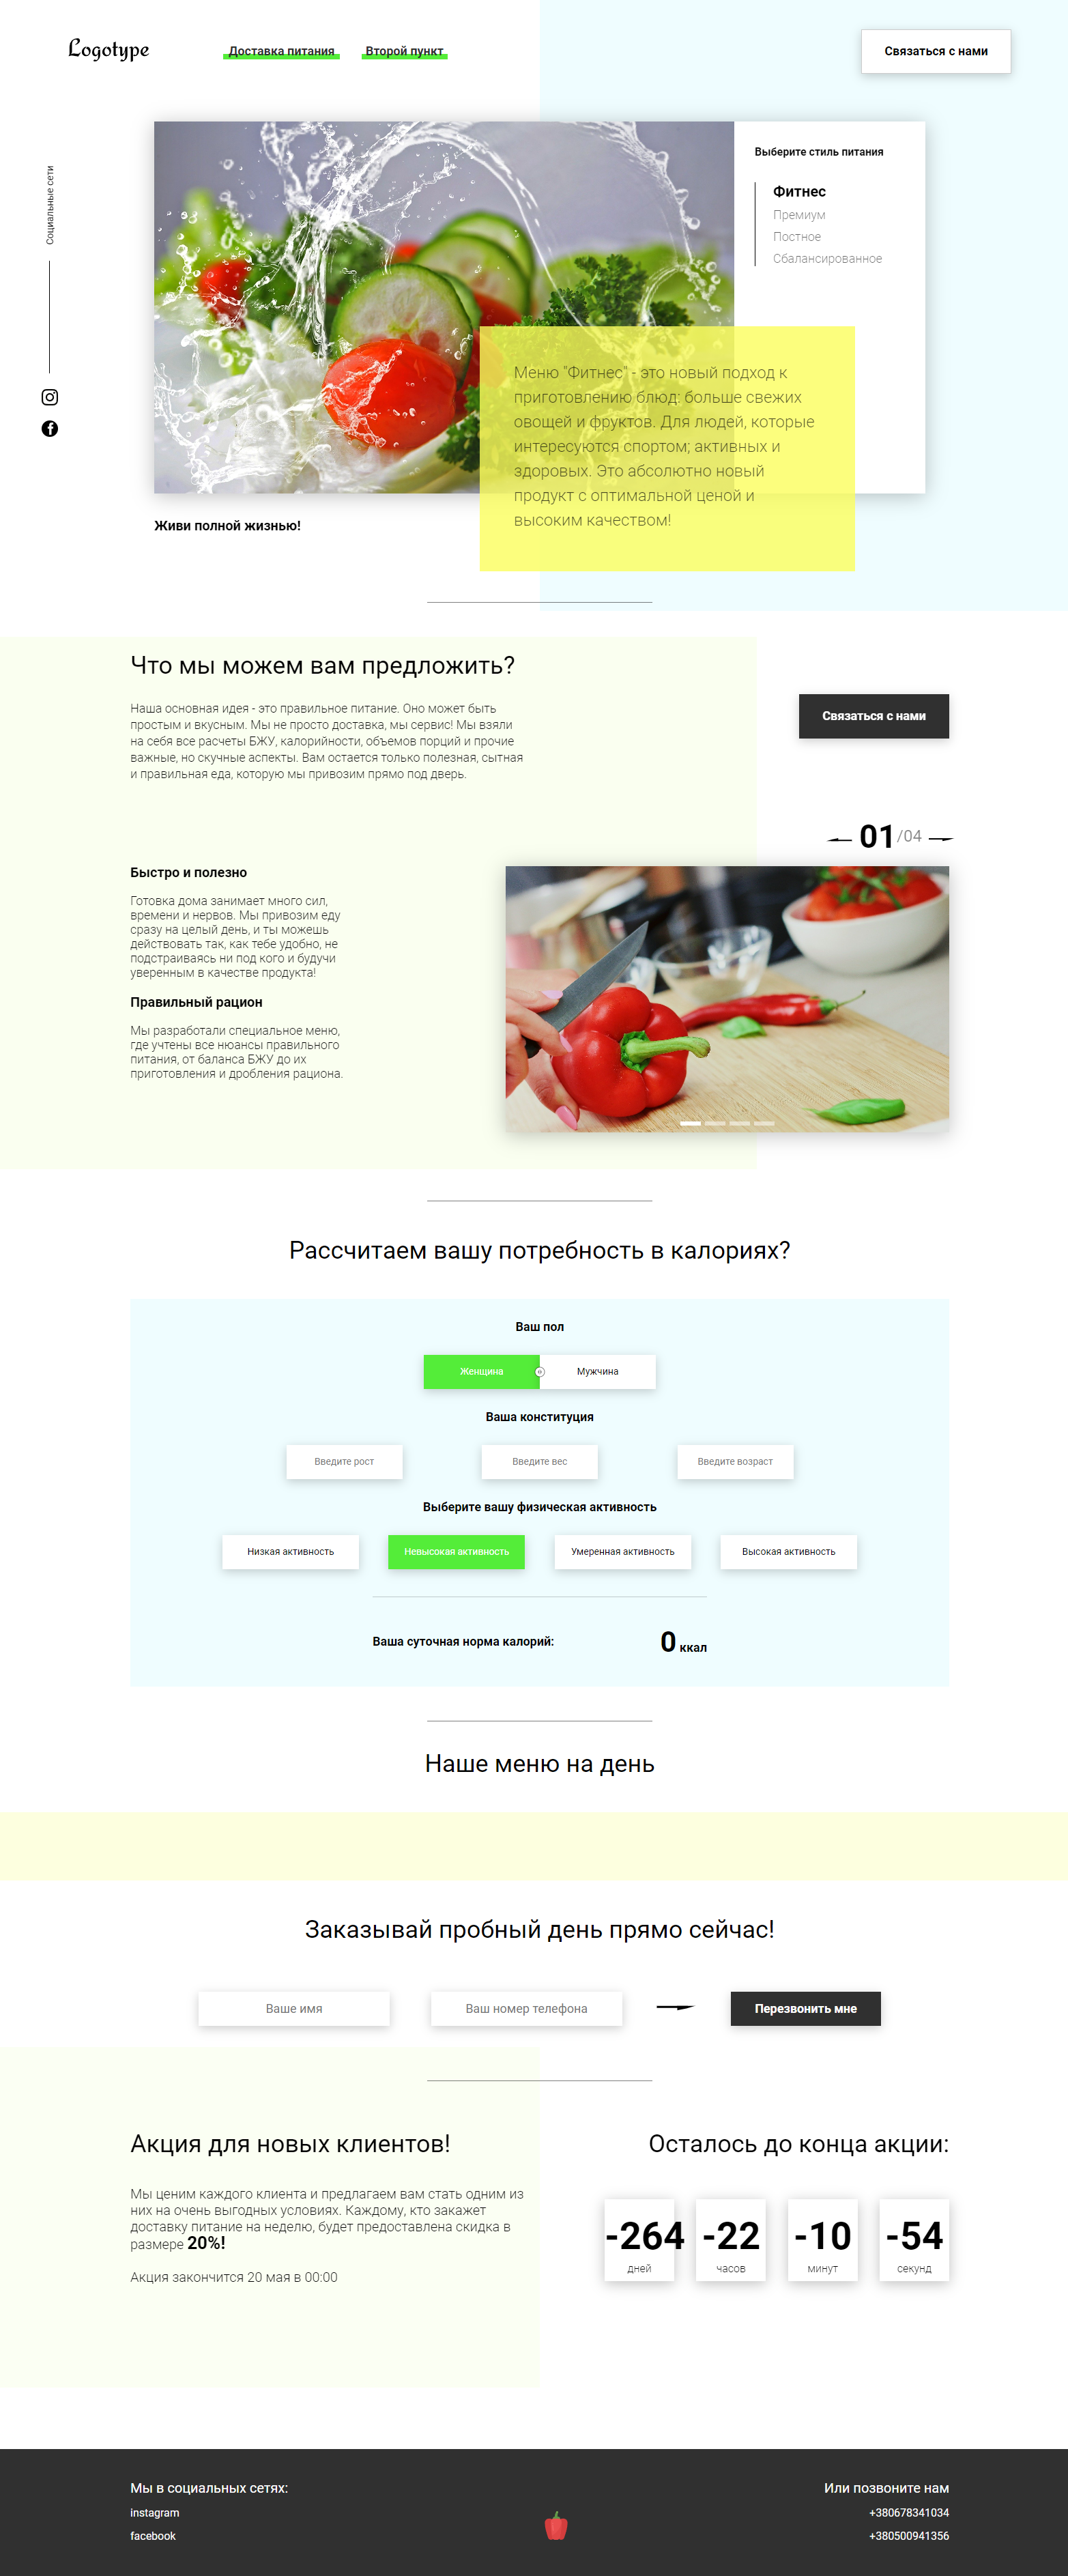 Logotype
Доставка питания
Второй пункт
Связаться с нами
Социальные сети
Выберите стиль питания
Фитнес
Премиум
Постное
Сбалансированное
Меню "Фитнес" - это новый подход к
приготовлению блюд: больше свежих
овощей и фруктов. Для людей, которые
интересуются спортом; активных и
здоровых. Это абсолютно новый
продукт с оптимальной ценой и
высоким качеством!
Живи полной жизнью!
Что мы можем вам предложить?
Наша основная идея - это правильное питание. Оно может быть
простым и вкусным. Мы не просто доставка, мы сервис! Мы взяли
на себя все расчеты БЖУ, калорийности, объемов порций и прочие
важные, но скучные аспекты. Вам остается только полезная, сытная
и правильная еда, которую мы привозим прямо под дверь.
Связаться с нами
01/04
Быстро и полезно
Готовка дома занимает много сил,
времени и нервов. Мы привозим еду
сразу на целый день, и ты можешь
действовать так, как тебе удобно, не
подстраиваясь ни под кого и будучи
уверенным в качестве продукта!
Правильный рацион
Мы разработали специальное меню,
где учтены все нюансы правильного
питания, от баланса БЖУ до их
приготовления и дробления рациона.
Рассчитаем вашу потребность в калориях?
Ваш пол
Женщина
Мужчина
Ваша конституция
Введите рост
Введите вес
Введите возраст
Выберите вашу физическая активность
Низкая активность
Невысокая активность
Умеренная активность
Высокая активность
Ваша суточная норма калорий:
0 ккал
Наше меню на день
Заказывай пробный день прямо сейчас!
Ваше имя
Ваш номер телефона
Перезвонить мне
Акция для новых клиентов!
Мы ценим каждого клиента и предлагаем вам стать одним из
них на очень выгодных условиях. Каждому, кто закажет
доставку питание на неделю, будет предоставлена скидка в
размере 20%!
Акция закончится 20 мая в 00:00
Осталось до конца акции:
-264
дней
-22
часов
-10
минут
-54
секунд
Мы в социальных сетях:
instagram
facebook
Или позвоните нам
+380678341034
+380500941356